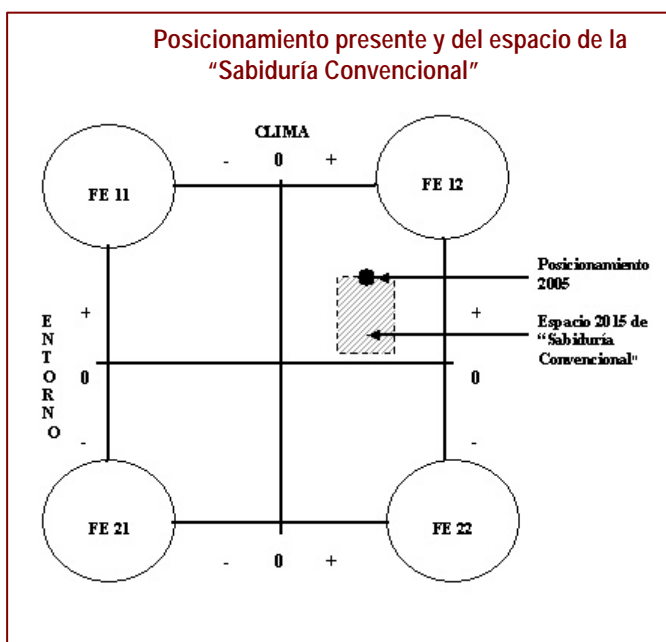 Posicionamiento presente y del espacio de la
“Sabiduría Convencional”
CLIMA
- 0 +
FE 11
FE 12
Posicionamiento
2005
+
+
Espacio 2015 de
“Sabiduría
Convencional”
E
N
T
O
R
N
O
0
0
-
-
FE 21
FE 22
- 0 +